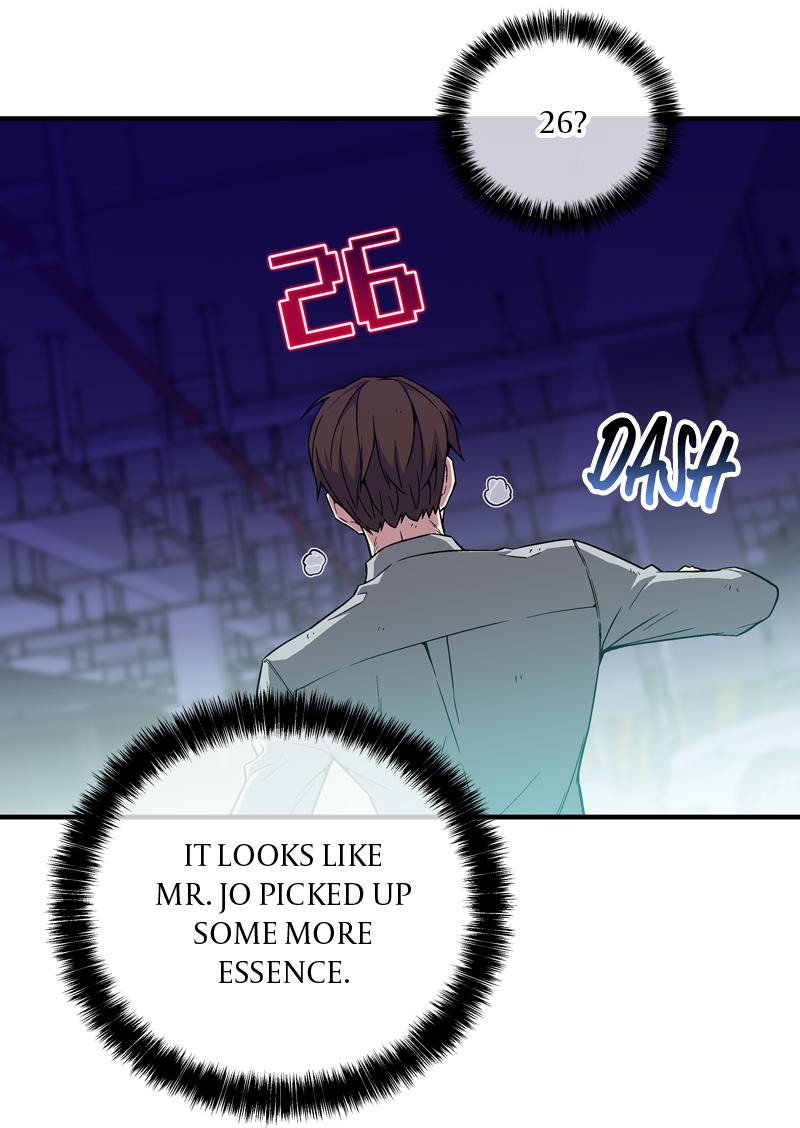 26?
26
DASH
IT LOOKS LIKE
MR. JO PICKED UP
SOME MORE
ESSENCE.